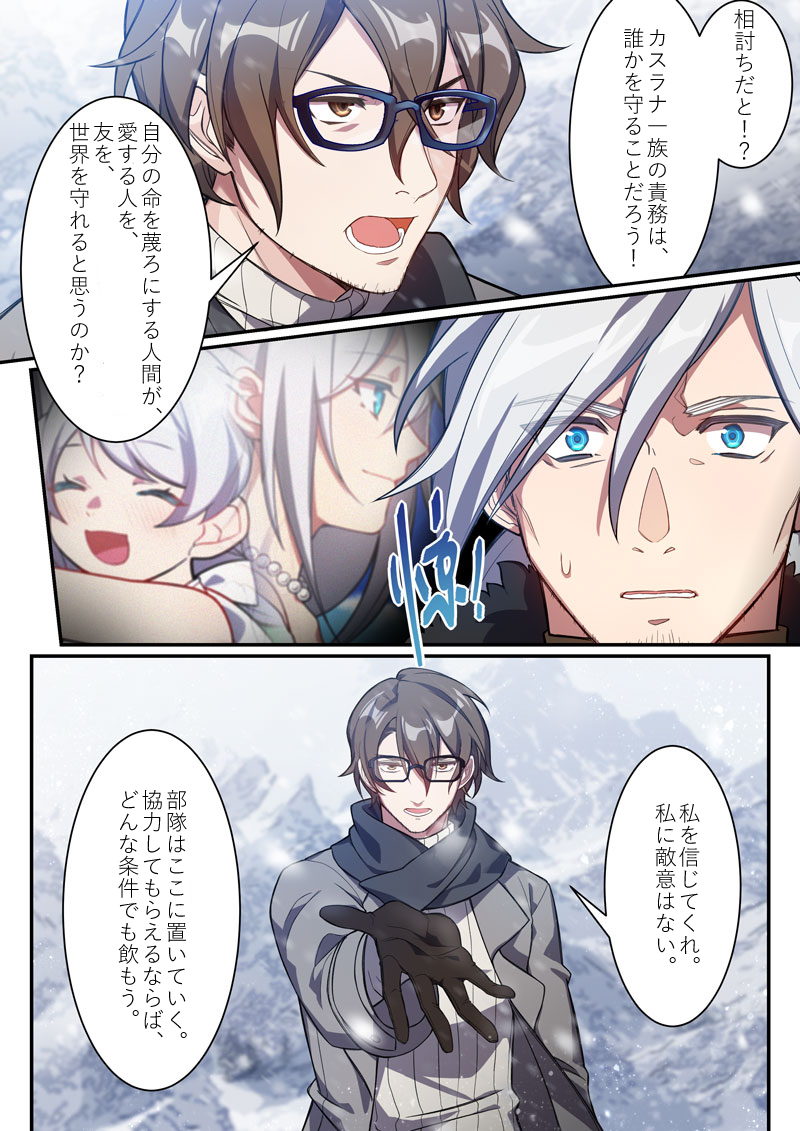 相討ちだと！？
カスラナ一族の責務は、
誰かを守ることだろう！
自分の命を蔑ろにする人間が、
愛する人を、
友を、
世界を守れると思うのか？
惊！
私を信じてくれ。
私に敵意はない。
部隊はここに置いていく。
協力してもらえるならば、
どんな条件でも飲もう。